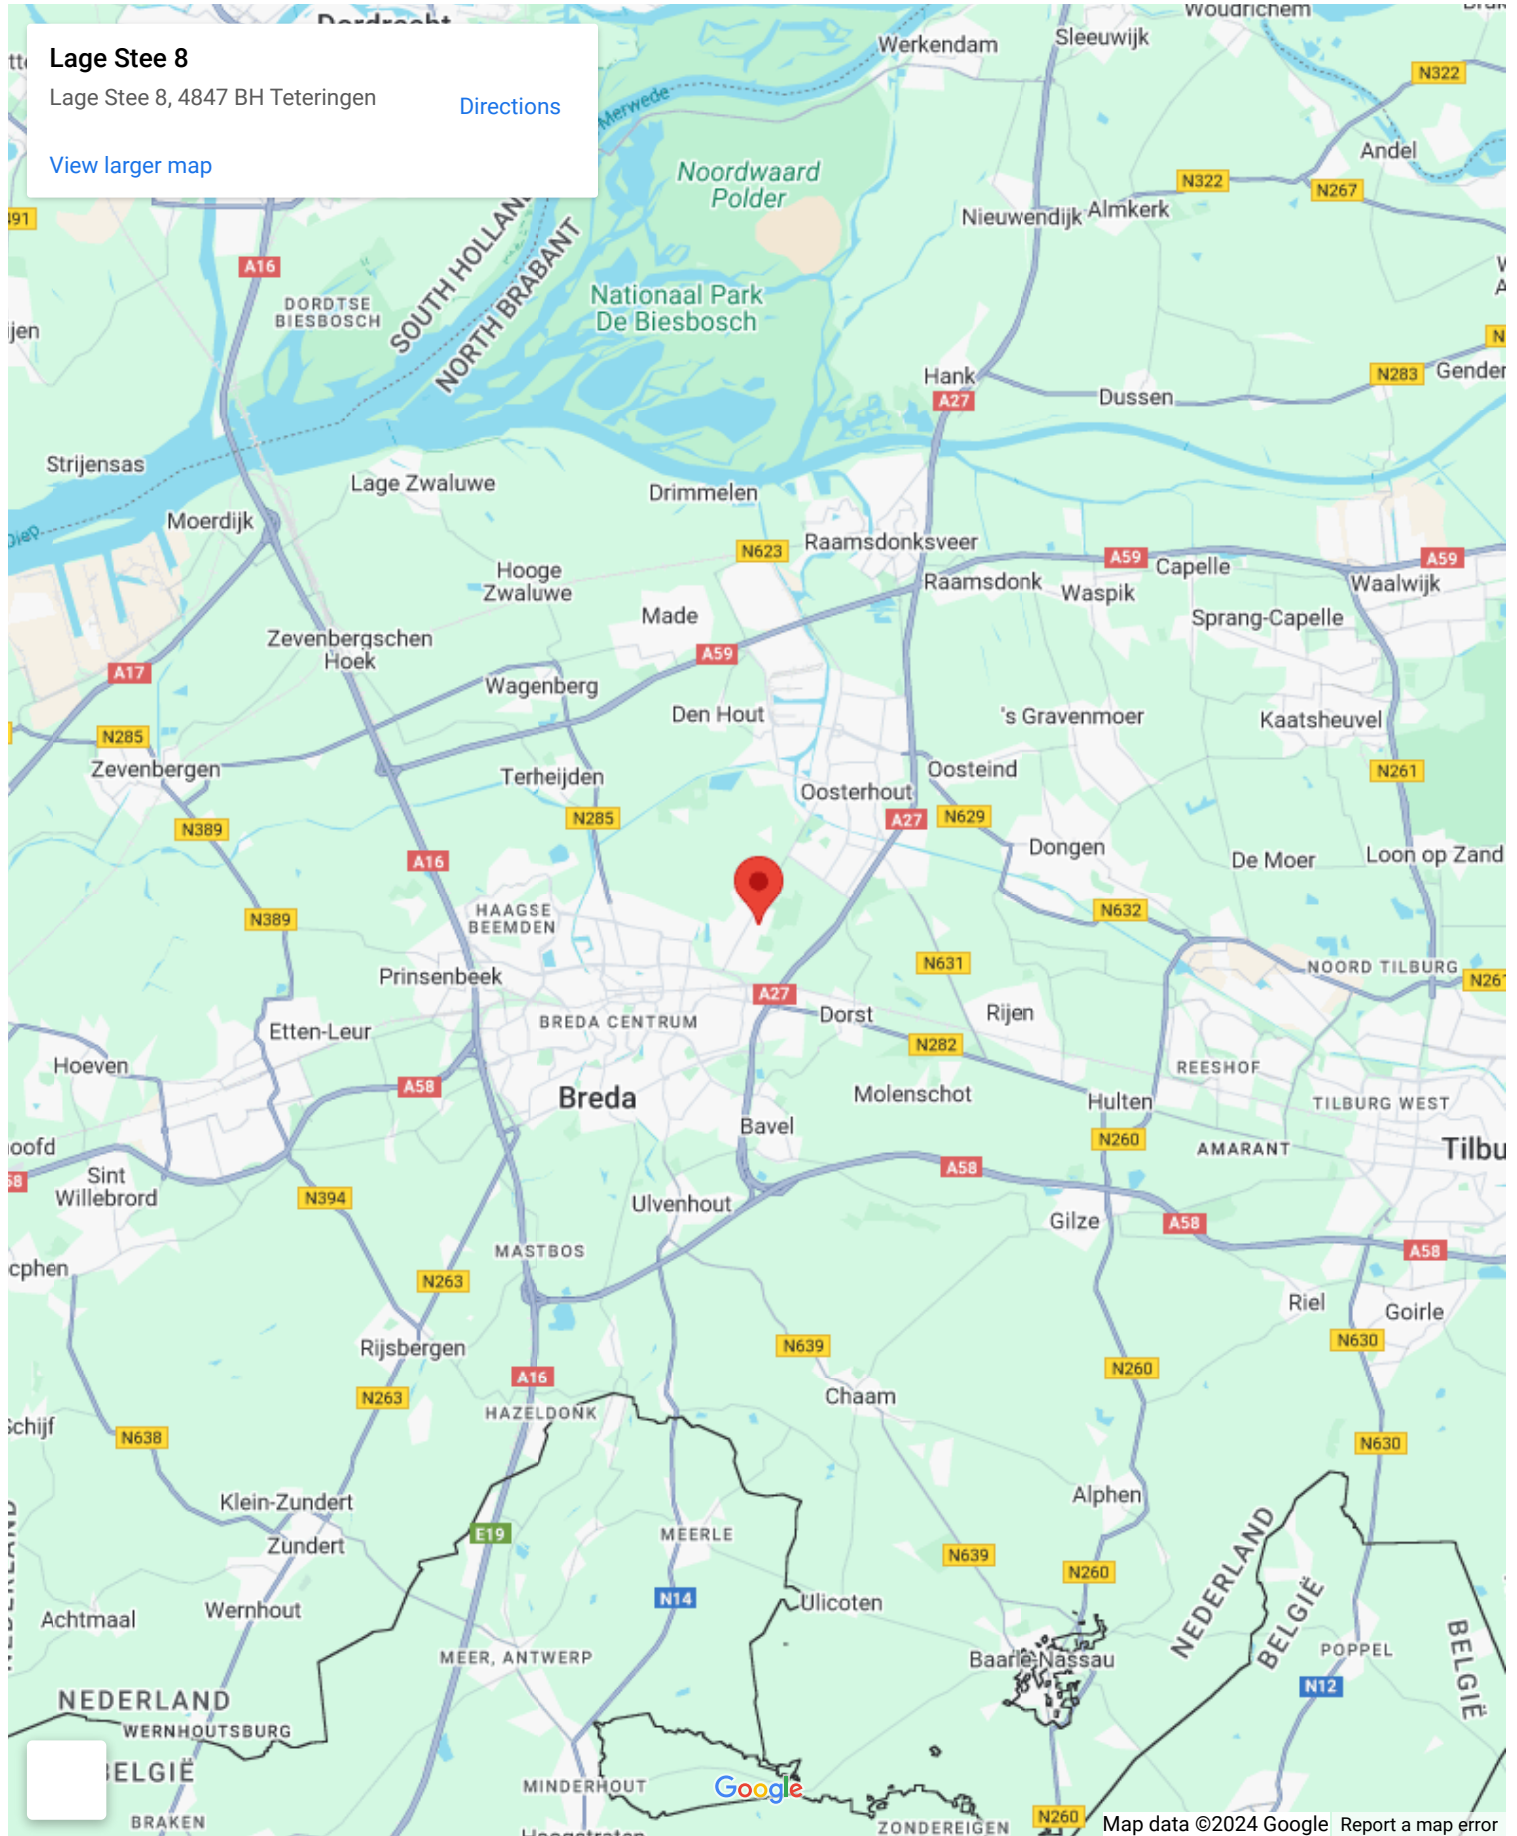 Dordrecht
Lage Stee 8
Lage Stee 8, 4847 BH Teteringen
Directions
View larger map
Woudrichem
Werkendam
Sleeuwijk
N322
Merwede
Noordwaard
Polder
Andel
N322
N267
Nieuwendijk
Almkerk
A16
SOUTH HOLLAND
NORTH BRABANT
DORDTSE
BIESBOSCH
Nationaal Park
De Biesbosch
Hank
A27
N283
Dussen
Strijensas
Lage Zwaluwe
Drimmelen
Moerdijk
N623
Raamsdonksveer
Hooge
Zwaluwe
A59
Capelle
A59
Raamsdonk
Waspik
Waalwijk
Made
Sprang-Capelle
Zevenbergschen
Hoek
A17
A59
Wagenberg
Den Hout
's Gravenmoer
Kaatsheuvel
N285
Zevenbergen
Terheijden
Oosteind
N261
Oosterhout
N389
N285
A27
N629
Dongen
De Moer
Loon op Zand
A16
HAAGSE
BEEMDEN
N389
N632
Prinsenbeek
N631
NOORD TILBURG
N261
A27
Dorst
Rijen
BREDA CENTRUM
Etten-Leur
N282
Hoeven
A58
REESHOF
Breda
Molenschot
Hulten
TILBURG WEST
Bavel
N260
AMARANT
Sint
Willebrord
N394
A58
Ulvenhout
Gilze
A58
A58
MASTBOS
N263
Riel
Goirle
Rijsbergen
N639
N630
A16
N260
N263
Chaam
HAZELDONK
N638
N630
Klein-Zundert
Alphen
Zundert
E19
MEERLE
N639
N260
NEDERLAND
BELGIË
Achtmaal
Wernhout
N14
Ulicoten
MEER, ANTWERP
Baarle-Nassau
POPPEL
N12
BELGIË
NEDERLAND
WERNHOUTSBURG
BELGIË
MINDERHOUT
Google
BRAKEN
ZONDEREIGEN
N260
Map data ©2024 Google
Report a map error